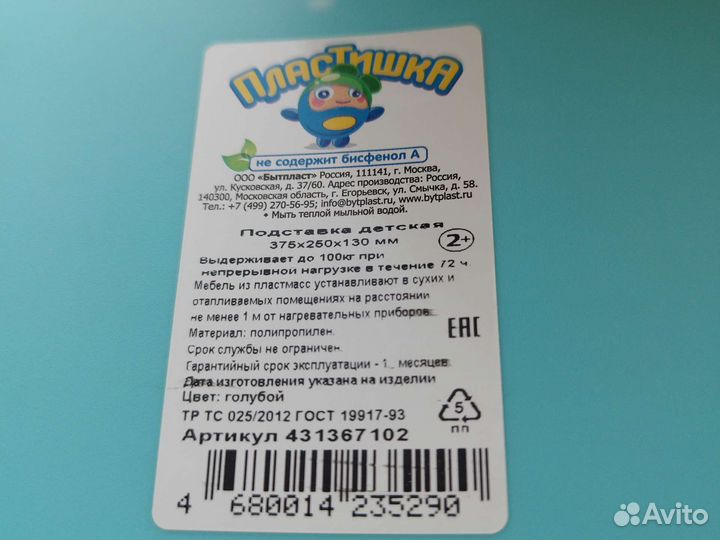 ПЛАСТИШКА
не содержит бисфенол А
ООО «Бытпласт» Россия, 111141, г. Москва,
ул. Кусковская, д. 37/60. Адрес производства: Россия,
140300, Московская область, г. Егорьевск, ул. Смычка, д. 58.
Тел.: +7 (499) 270-56-95; info@bytplast.ru, www.bytplast.ru
• Мыть теплой мыльной водой.
Подставка детская
375x250x130 мм
2+
Выдерживает до 100кг при
непрерывной нагрузке в течение 72 ч.
Мебель из пластмасс устанавливают в сухих и
отапливаемых помещениях на расстоянии
не менее 1 м от нагревательных приборов.
Материал: полипропилен.
EAC
Срок службы не ограничен.
Гарантийный срок эксплуатации - месяцев
Дата изготовления указана на изделии
Цвет: голубой
5
ПП
ТР ТС 025/2012 ГОСТ 19917-93
Артикул 431367102
4 680014 235290
Avito